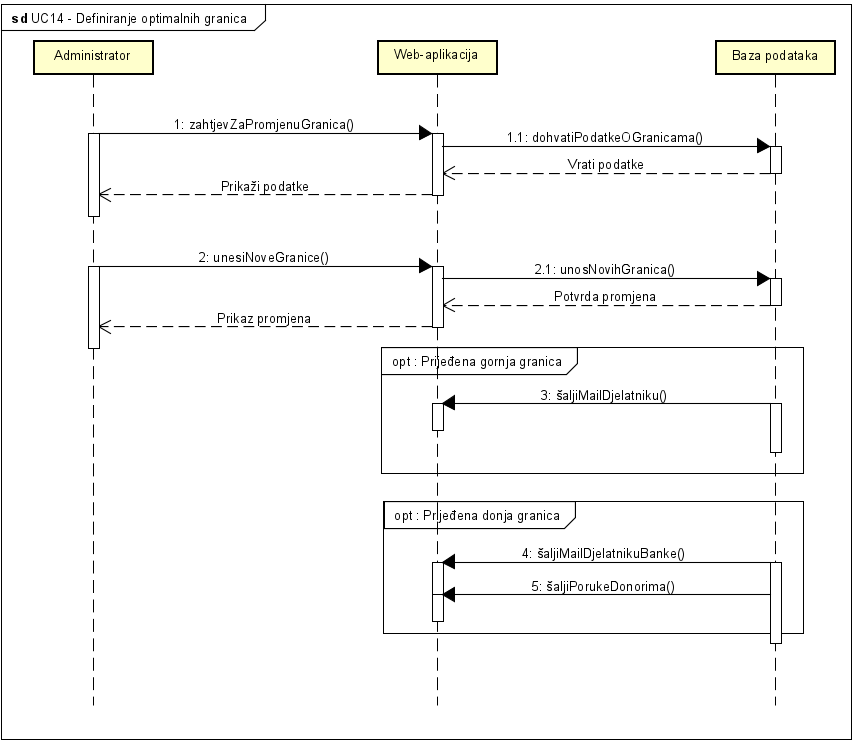 sd UC14 - Definiranje optimalnih granica
Administrator
Web-aplikacija
Baza podataka
1: zahtjevZaPromjenuGranica()
1.1: dohvatiPodatkeOGranicama()
Vrati podatke
Prikaži podatke
2: unesiNoveGranice()
2.1: unosNovihGranica()
Potvrda promjena
Prikaz promjena
opt : Prijeđena gornja granica
3: šaljiMailDjelatniku()
opt : Prijeđena donja granica
4: šaljiMailDjelatnikuBanke()
5: šaljiPorukeDonorima()